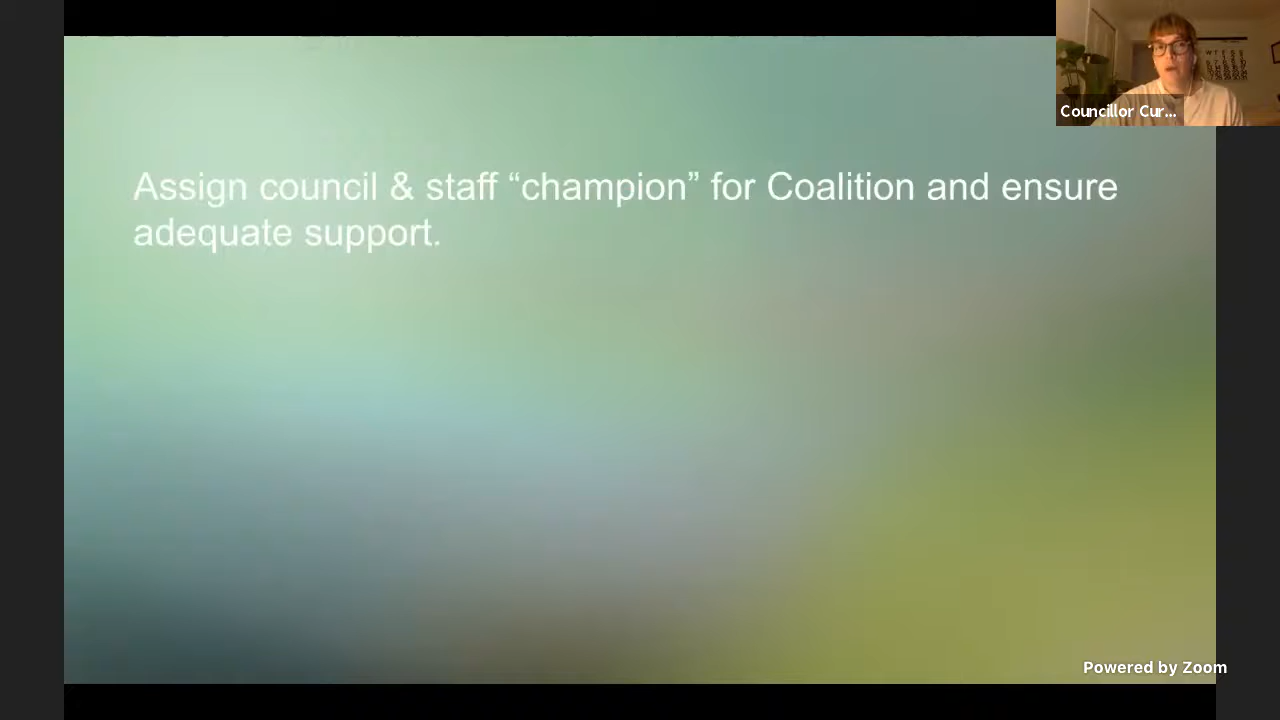 Councillor Cur...
Assign council & staff “champion” for Coalition and ensure
adequate support.
Powered by Zoom